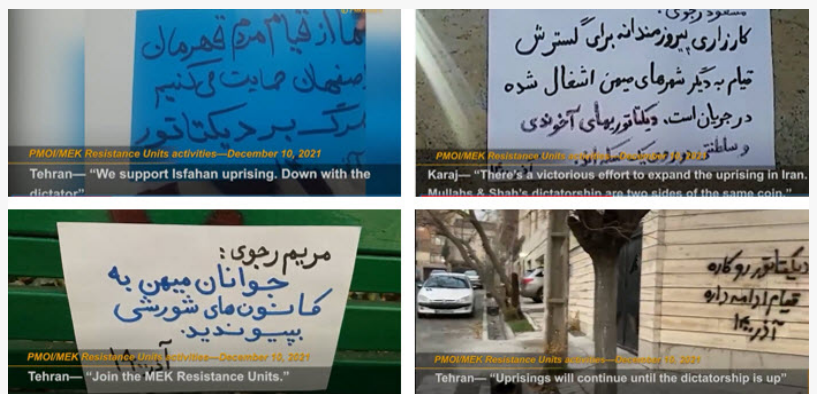 ما از قیام مردم قهرمان
اصفهان حمایت می‌کنیم
مرگ بر دیکتاتور
PMOI/MEK Resistance Units activities—December 10, 2021
Tehran— “We support Isfahan uprising. Down with the
dictator”
مسعود رجوی:
کارزاری پیروزمندانه برای گسترش
قیام به دیگر شهرهای میهن اشغال شده
در جریان است. دیکتاتوریهای آخوندی
و سلطنتی
PMOI/MEK Resistance Units activities—December 10, 2021
Karaj— “There's a victorious effort to expand the uprising in Iran.
Mullahs & Shah's dictatorship are two sides of the same coin.”
مریم رجوی:
جوانان میهن به
کانون‌های شورشی
بپیوندید.
آذر ۱۴۰۰
PMOI/MEK Resistance Units activities—December 10, 2021
Tehran— “Join the MEK Resistance Units.”
دیکتاتور رو کاره
قیام ادامه داره
آذر ۱۴۰۰
PMOI/MEK Resistance Units activities—December 10, 2021
Tehran— “Uprisings will continue until the dictatorship is up”